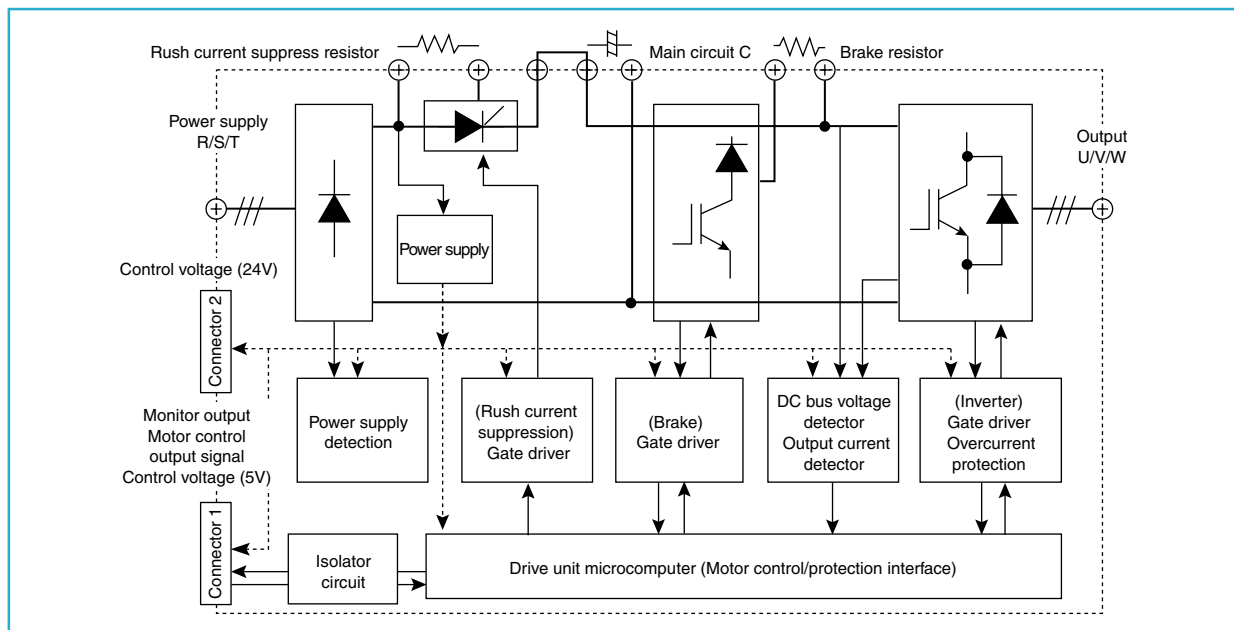 Rush current suppress resistor
Main circuit C
Brake resistor
Power supply
R/S/T
Output
U/V/W
Power supply
Control voltage (24V)
Connector 2
Monitor output
Motor control
output signal
Control voltage (5V)
Power supply
detection
(Rush current
suppression)
Gate driver
(Brake)
Gate driver
DC bus voltage
detector
Output current
detector
(Inverter)
Gate driver
Overcurrent
protection
Connector 1
Isolator
circuit
Drive unit microcomputer (Motor control/protection interface)